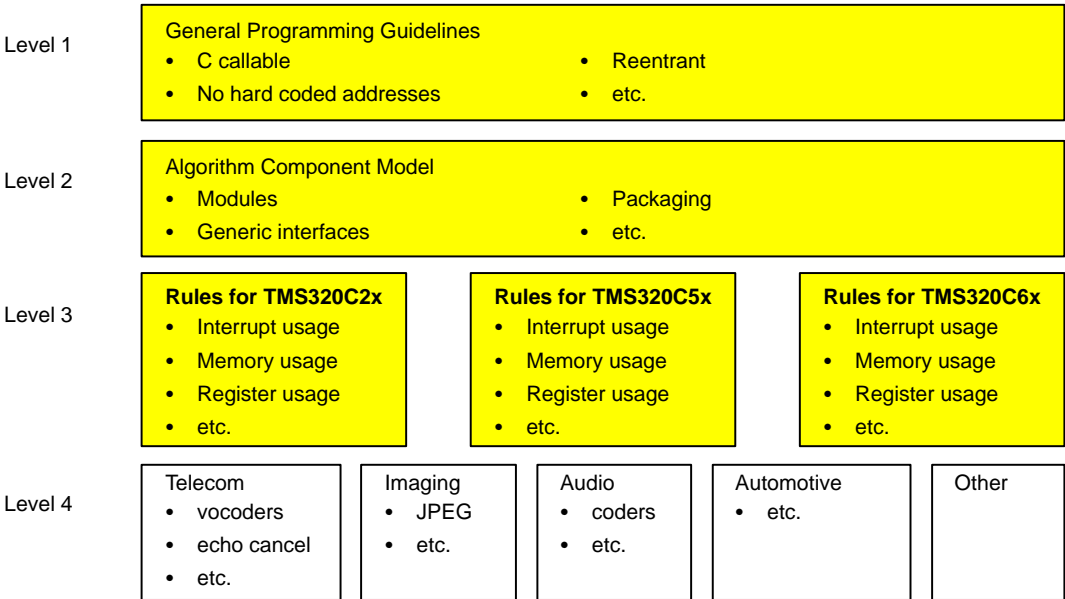 Level 1
General Programming Guidelines
• C callable
• No hard coded addresses
• Reentrant
• etc.
Level 2
Algorithm Component Model
• Modules
• Generic interfaces
• Packaging
• etc.
Level 3
Rules for TMS320C2x
• Interrupt usage
• Memory usage
• Register usage
• etc.
Rules for TMS320C5x
• Interrupt usage
• Memory usage
• Register usage
• etc.
Rules for TMS320C6x
• Interrupt usage
• Memory usage
• Register usage
• etc.
Level 4
Telecom
• vocoders
• echo cancel
• etc.
Imaging
• JPEG
• etc.
Audio
• coders
• etc.
Automotive
• etc.
Other